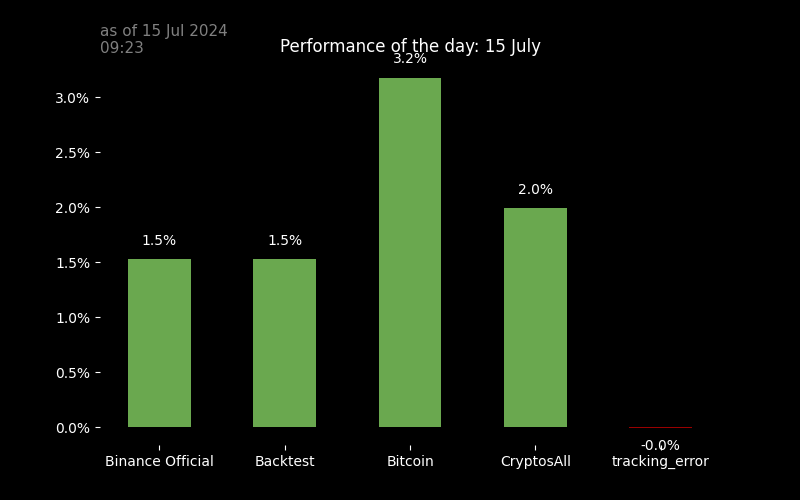 as of 15 Jul 2024
09:23
Performance of the day: 15 July
3.2%
3.0%
2.5%
2.0%
2.0%
1.5%
1.5%
1.5%
1.0%
0.5%
0.0%
-0.0%
Binance Official
Backtest
Bitcoin
CryptosAll
tracking_error